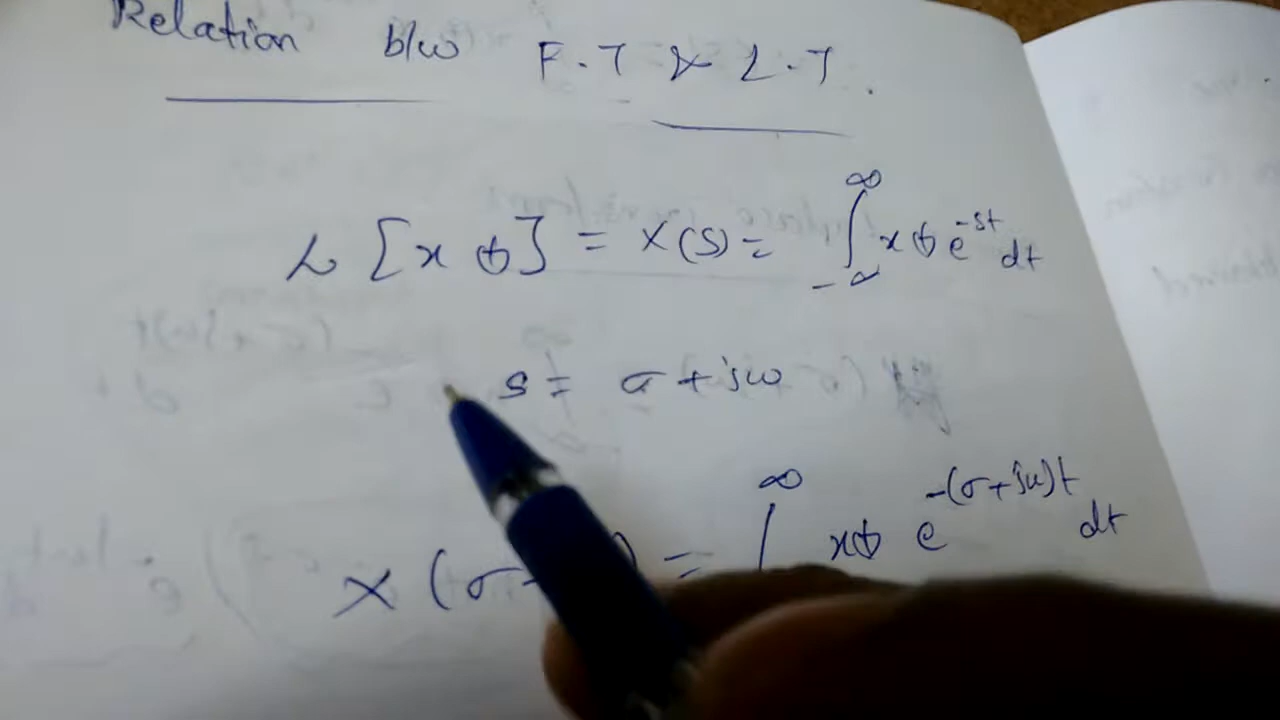 Relation b/w F.T & L.T.
L [x(t)] = X(s) = ∫_{-∞}^{∞} x(t) e^{-st} dt
s = σ + jω
X (σ+ ) = ∫^{∞} x(t) e^{-(σ+jω)t} dt